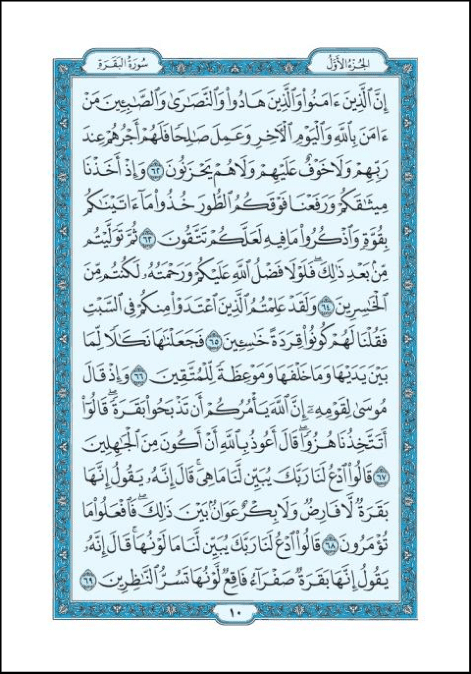 الجُزْءُ الأَوَّلُ
سُورَةُ البَقَرَةِ
إِنَّ ٱلَّذِينَ ءَامَنُوا۟ وَٱلَّذِينَ هَادُوا۟ وَٱلنَّصَٰرَىٰ وَٱلصَّٰبِـِٔينَ مَنْ
ءَامَنَ بِٱللَّهِ وَٱلْيَوْمِ ٱلْـَٔاخِرِ وَعَمِلَ صَٰلِحًا فَلَهُمْ أَجْرُهُمْ عِندَ
رَبِّهِمْ وَلَا خَوْفٌ عَلَيْهِمْ وَلَا هُمْ يَحْزَنُونَ ٦٢ وَإِذْ أَخَذْنَا
مِيثَٰقَكُمْ وَرَفَعْنَا فَوْقَكُمُ ٱلطُّورَ خُذُوا۟ مَآ ءَاتَيْنَٰكُم
بِقُوَّةٍ وَٱذْكُرُوا۟ مَا فِيهِ لَعَلَّكُمْ تَتَّقُونَ ٦٣ ثُمَّ تَوَلَّيْتُم
مِّنۢ بَعْدِ ذَٰلِكَ ۖ فَلَوْلَا فَضْلُ ٱللَّهِ عَلَيْكُمْ وَرَحْمَتُهُۥ لَكُنتُم مِّنَ
ٱلْخَٰسِرِينَ ٦٤ وَلَقَدْ عَلِمْتُمُ ٱلَّذِينَ ٱعْتَدَوْا۟ مِنكُمْ فِى ٱلسَّبْتِ
فَقُلْنَا لَهُمْ كُونُوا۟ قِرَدَةً خَٰسِـِٔينَ ٦٥ فَجَعَلْنَٰهَا نَكَٰلًا لِّمَا
بَيْنَ يَدَيْهَا وَمَا خَلْفَهَا وَمَوْعِظَةً لِّلْمُتَّقِينَ ٦٦ وَإِذْ قَالَ
مُوسَىٰ لِقَوْمِهِۦٓ إِنَّ ٱللَّهَ يَأْمُرُكُمْ أَن تَذْبَحُوا۟ بَقَرَةً ۖ قَالُوٓا۟
أَتَتَّخِذُنَا هُزُوًا ۖ قَالَ أَعُوذُ بِٱللَّهِ أَنْ أَكُونَ مِنَ ٱلْجَٰهِلِينَ
٦٧ قَالُوا۟ ٱدْعُ لَنَا رَبَّكَ يُبَيِّن لَّنَا مَا هِىَ ۚ قَالَ إِنَّهُۥ يَقُولُ إِنَّهَا
بَقَرَةٌ لَّا فَارِضٌ وَلَا بِكْرٌ عَوَانٌۢ بَيْنَ ذَٰلِكَ ۖ فَٱفْعَلُوا۟ مَا
تُؤْمَرُونَ ٦٨ قَالُوا۟ ٱدْعُ لَنَا رَبَّكَ يُبَيِّن لَّنَا مَا لَوْنُهَا ۚ قَالَ إِنَّهُۥ
يَقُولُ إِنَّهَا بَقَرَةٌ صَفْرَآءُ فَاقِعٌ لَّوْنُهَا تَسُرُّ ٱلنَّٰظِرِينَ ٦٩
١٠